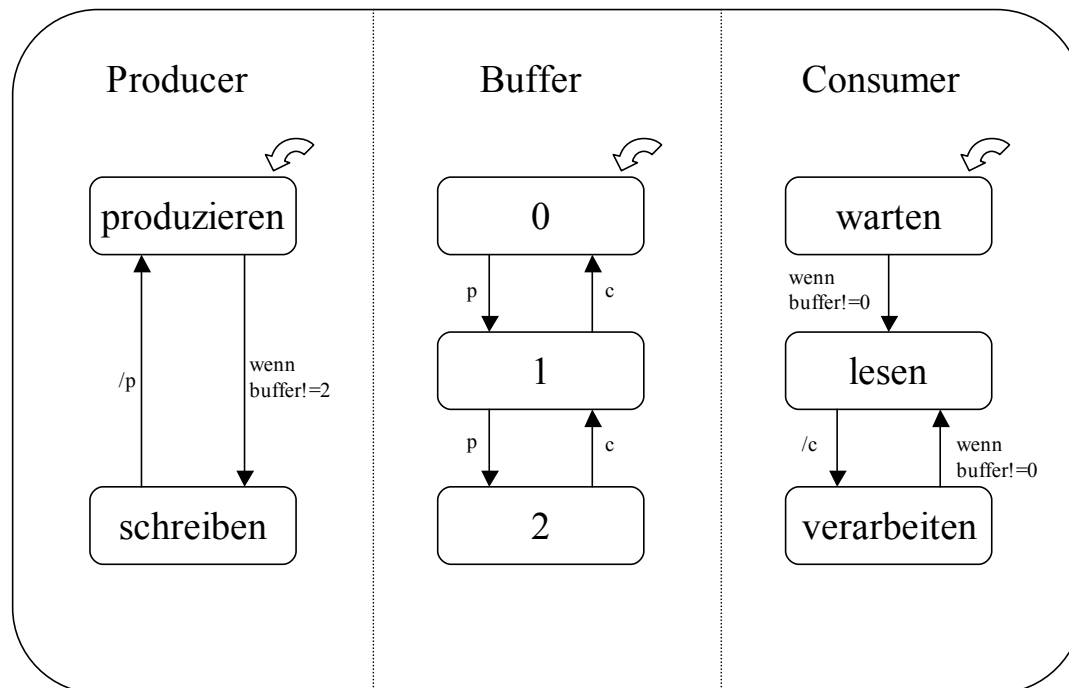 Producer
produzieren
/p
wenn
buffer!=2
schreiben
Buffer
0
p
c
1
p
c
2
Consumer
warten
wenn
buffer!=0
lesen
/c
wenn
buffer!=0
verarbeiten